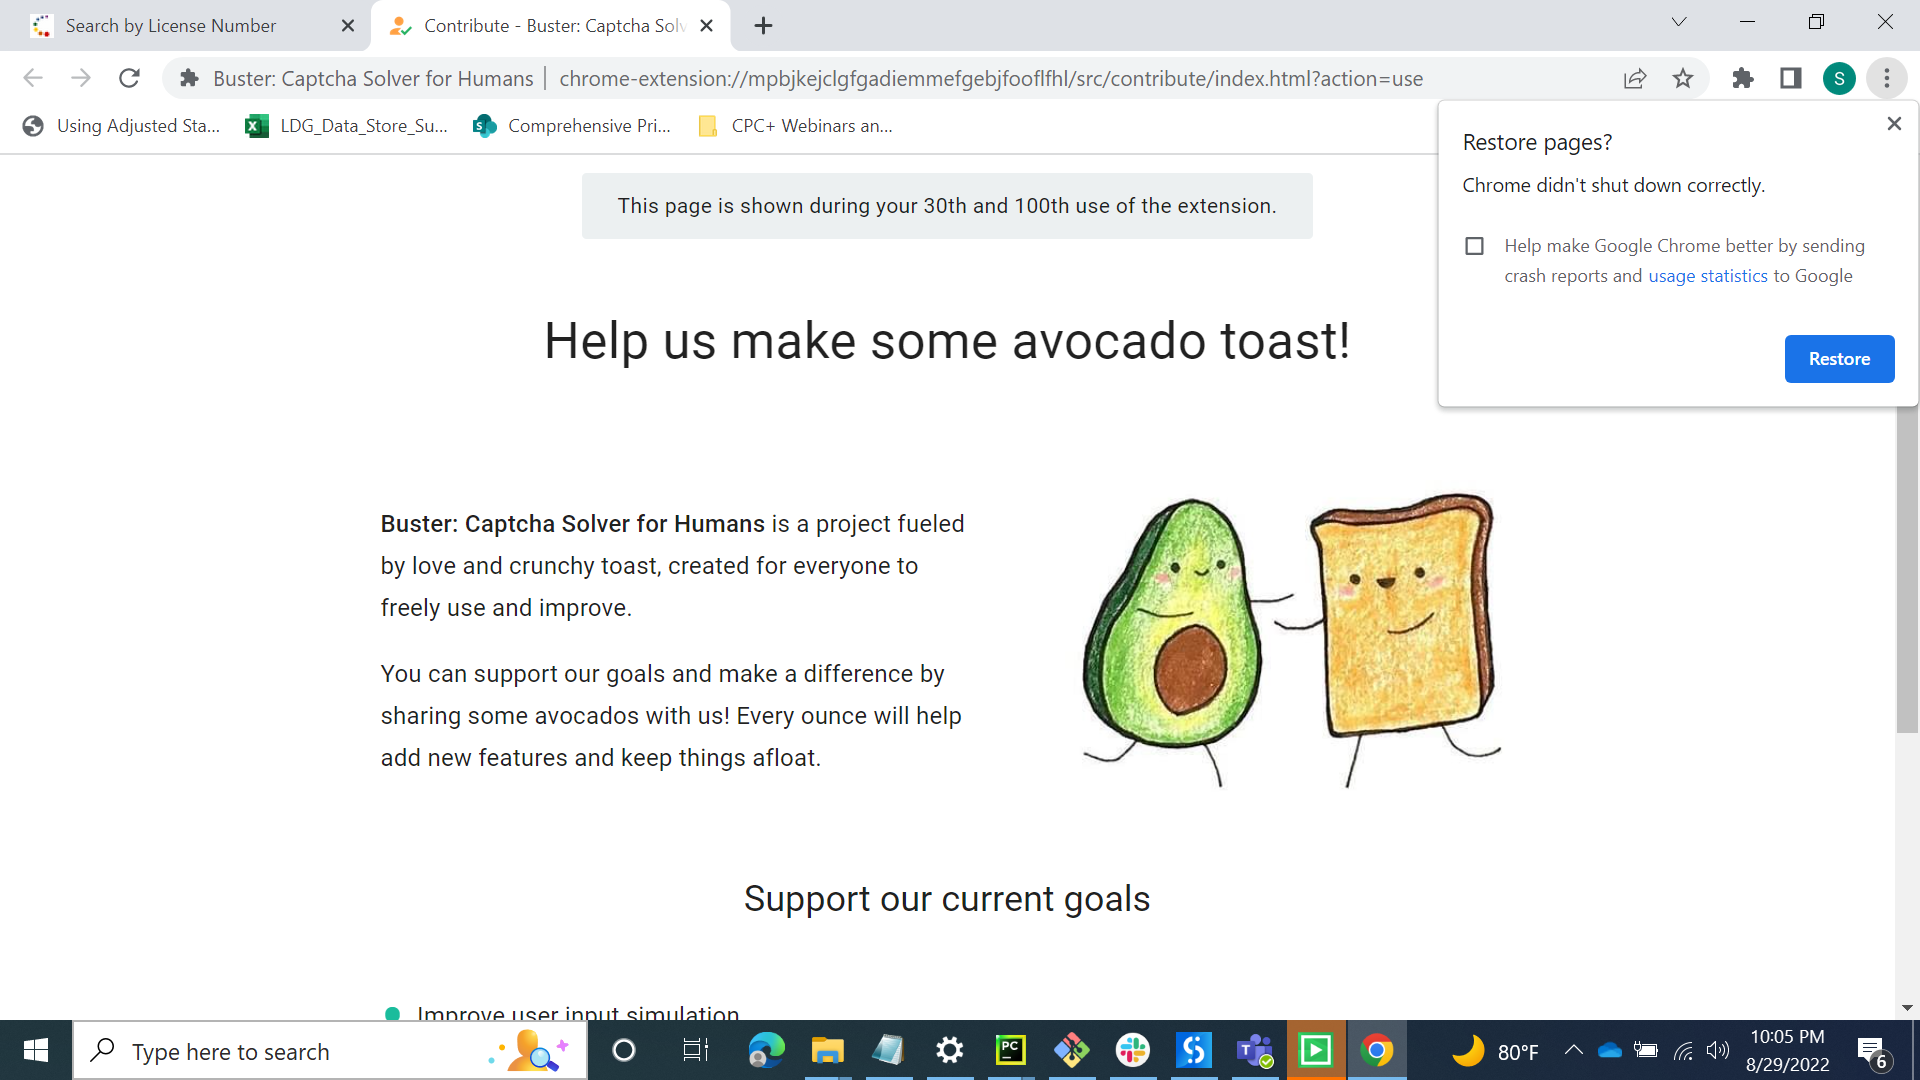 Search by License Number
Contribute - Buster: Captcha Solv
Buster: Captcha Solver for Humans | chrome-extension://mpbjkejclgfgadiemmefgebjfooflfhl/src/contribute/index.html?action=use
S
Using Adjusted Sta...
LDG_Data_Store_Su...
Comprehensive Pri...
CPC+ Webinars an...
Restore pages?
Chrome didn't shut down correctly.
Help make Google Chrome better by sending
crash reports and usage statistics to Google
Restore
This page is shown during your 30th and 100th use of the extension.
Help us make some avocado toast!
Buster: Captcha Solver for Humans is a project fueled
by love and crunchy toast, created for everyone to
freely use and improve.
You can support our goals and make a difference by
sharing some avocados with us! Every ounce will help
add new features and keep things afloat.
Support our current goals
Improve user input simulation
Type here to search
PC
80°F
10:05 PM
8/29/2022
6